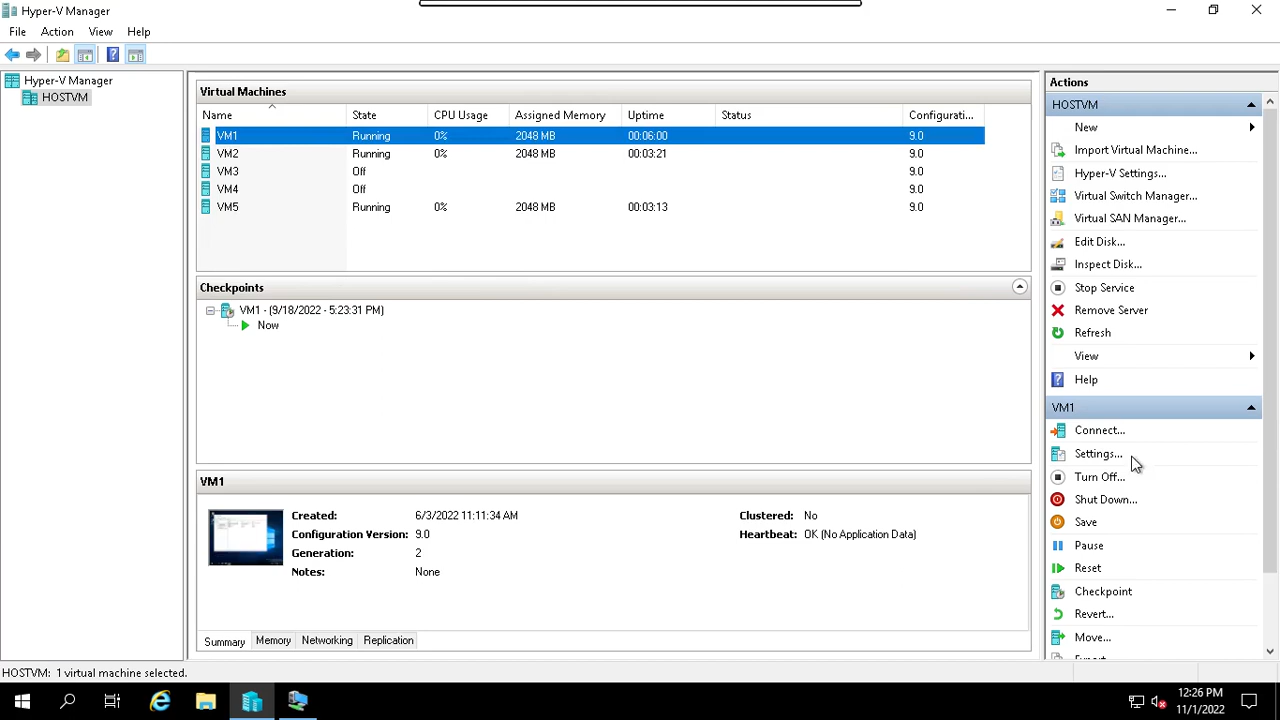 Hyper-V Manager
File Action View Help
Hyper-V Manager
HOSTVM
Virtual Machines
Name State CPU Usage Assigned Memory Uptime Status Configurati...
VM1 Running 0% 2048 MB 00:06:00 9.0
VM2 Running 0% 2048 MB 00:03:21 9.0
VM3 Off 9.0
VM4 Off 9.0
VM5 Running 0% 2048 MB 00:03:13 9.0
Checkpoints
VM1 - (9/18/2022 - 5:23:31 PM)
Now
VM1
Created: 6/3/2022 11:11:34 AM Clustered: No
Configuration Version: 9.0 Heartbeat: OK (No Application Data)
Generation: 2
Notes: None
Summary Memory Networking Replication
Actions
HOSTVM
New
Import Virtual Machine...
Hyper-V Settings...
Virtual Switch Manager...
Virtual SAN Manager...
Edit Disk...
Inspect Disk...
Stop Service
Remove Server
Refresh
View
Help
VM1
Connect...
Settings...
Turn Off...
Shut Down...
Save
Pause
Reset
Checkpoint
Revert...
Move...
Export...
HOSTVM: 1 virtual machine selected.
12:26 PM
11/1/2022